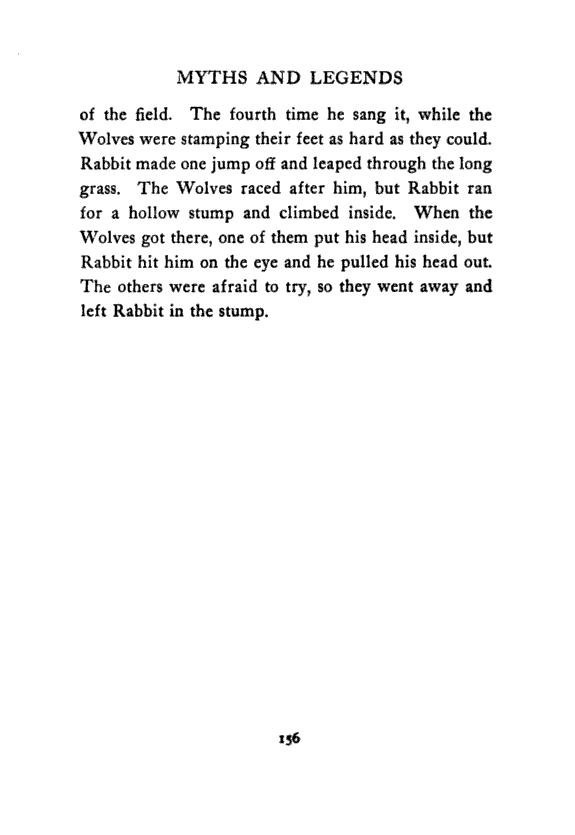 MYTHS AND LEGENDS
of the field. The fourth time he sang it, while the
Wolves were stamping their feet as hard as they could.
Rabbit made one jump off and leaped through the long
grass. The Wolves raced after him, but Rabbit ran
for a hollow stump and climbed inside. When the
Wolves got there, one of them put his head inside, but
Rabbit hit him on the eye and he pulled his head out.
The others were afraid to try, so they went away and
left Rabbit in the stump.
156